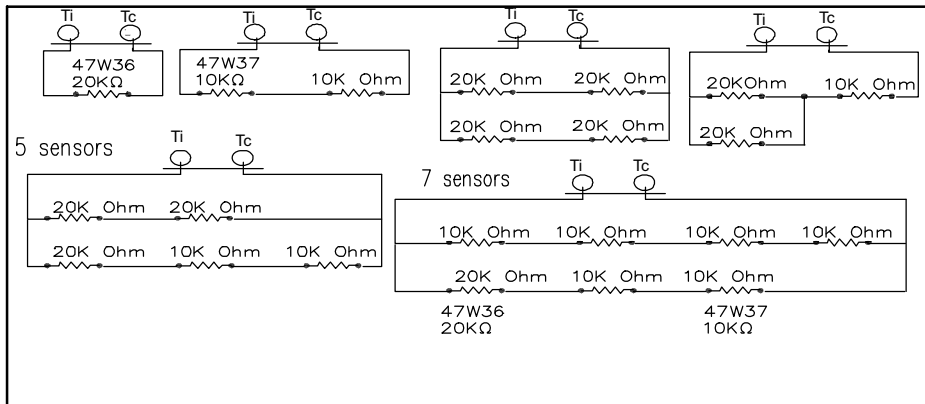 Ti Tc
47W36
20KΩ
Ti Tc
47W37
10KΩ 10K Ohm
Ti Tc
20K Ohm 20K Ohm
20K Ohm 20K Ohm
Ti Tc
20KOhm 10K Ohm
20K Ohm
5 sensors
Ti Tc
20K Ohm 20K Ohm
20K Ohm 10K Ohm 10K Ohm
7 sensors
Ti Tc
10K Ohm 10K Ohm 10K Ohm 10K Ohm
20K Ohm 10K Ohm 10K Ohm
47W36 47W37
20KΩ 10KΩ